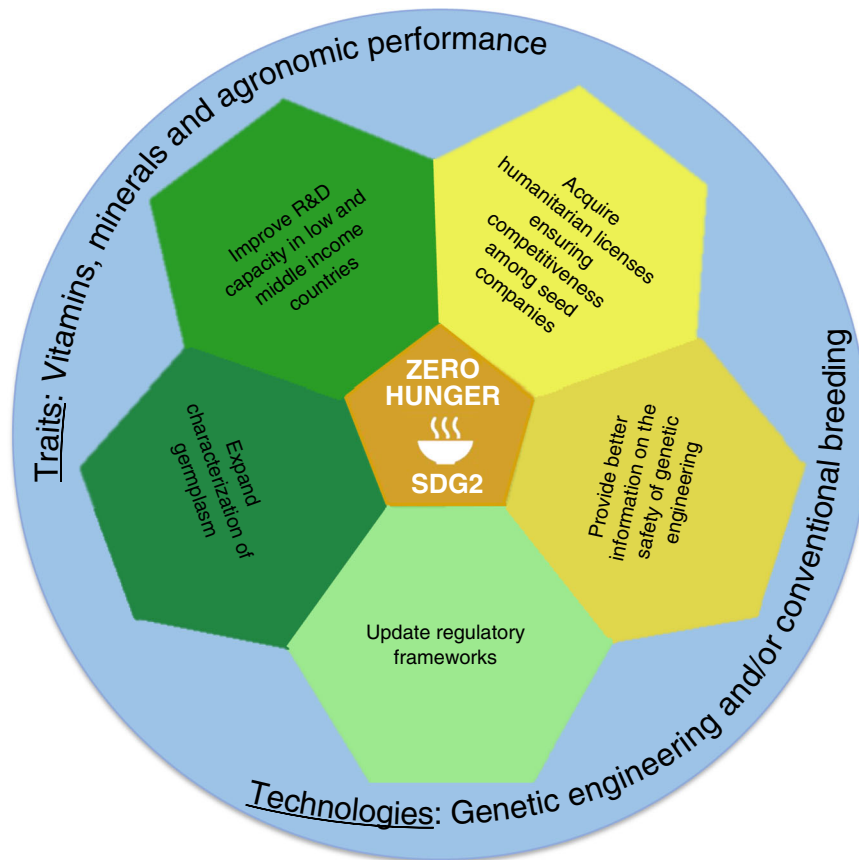 Traits: Vitamins, minerals and agronomic performance
Improve R&D
capacity in low and
middle income
countries
Acquire
humanitarian licenses
ensuring
competitiveness
among seed
companies
ZERO
HUNGER
SDG2
Expand
characterization of
germplasm
Provide better
information on the
safety of genetic
engineering
Update regulatory
frameworks
Technologies: Genetic engineering and/or conventional breeding